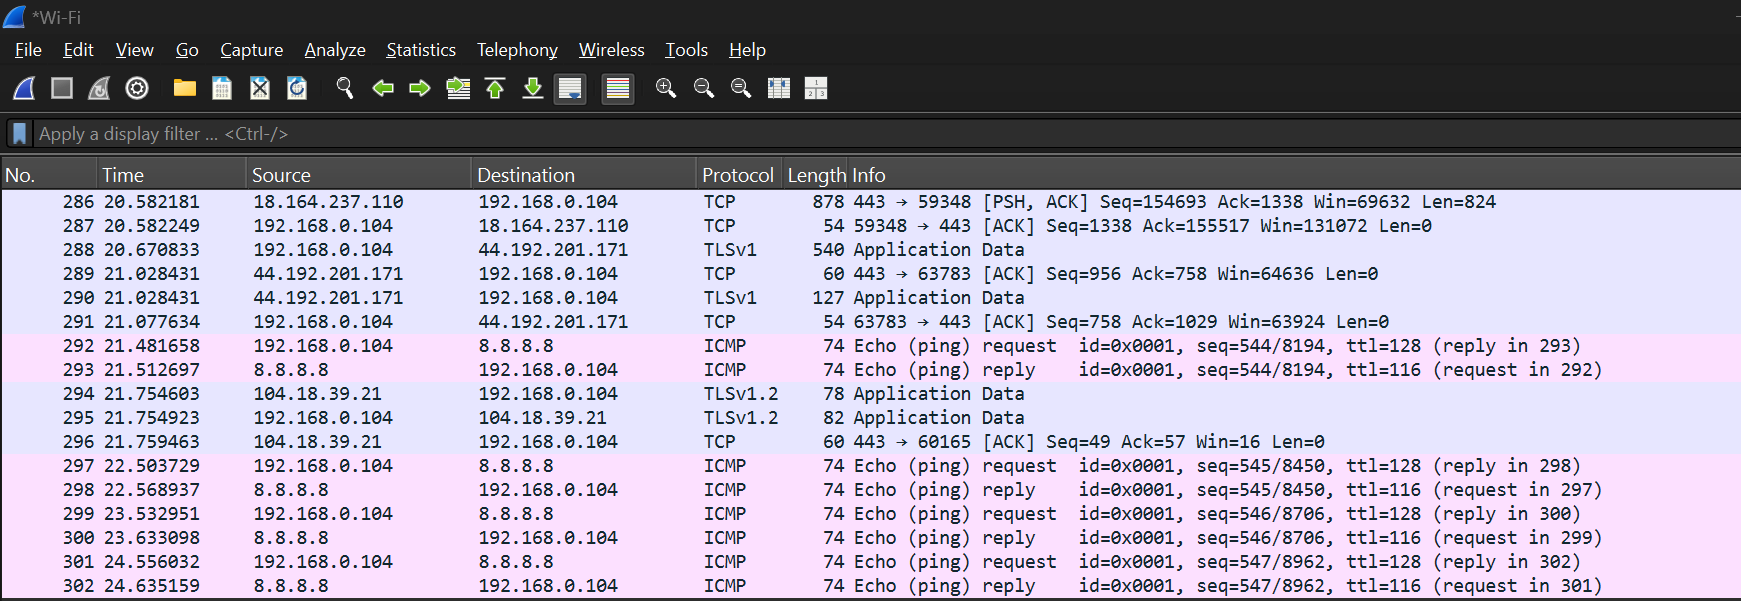 *Wi-Fi
File Edit View Go Capture Analyze Statistics Telephony Wireless Tools Help
Apply a display filter ... <Ctrl-/>
No. Time Source Destination Protocol Length Info
286 20.582181 18.164.237.110 192.168.0.104 TCP 878 443 → 59348 [PSH, ACK] Seq=154693 Ack=1338 Win=69632 Len=824
287 20.582249 192.168.0.104 18.164.237.110 TCP 54 59348 → 443 [ACK] Seq=1338 Ack=155517 Win=131072 Len=0
288 20.670833 192.168.0.104 44.192.201.171 TLSv1 540 Application Data
289 21.028431 44.192.201.171 192.168.0.104 TCP 60 443 → 63783 [ACK] Seq=956 Ack=758 Win=64636 Len=0
290 21.028431 44.192.201.171 192.168.0.104 TLSv1 127 Application Data
291 21.077634 192.168.0.104 44.192.201.171 TCP 54 63783 → 443 [ACK] Seq=758 Ack=1029 Win=63924 Len=0
292 21.481658 192.168.0.104 8.8.8.8 ICMP 74 Echo (ping) request id=0x0001, seq=544/8194, ttl=128 (reply in 293)
293 21.512697 8.8.8.8 192.168.0.104 ICMP 74 Echo (ping) reply id=0x0001, seq=544/8194, ttl=116 (request in 292)
294 21.754603 104.18.39.21 192.168.0.104 TLSv1.2 78 Application Data
295 21.754923 192.168.0.104 104.18.39.21 TLSv1.2 82 Application Data
296 21.759463 104.18.39.21 192.168.0.104 TCP 60 443 → 60165 [ACK] Seq=49 Ack=57 Win=16 Len=0
297 22.503729 192.168.0.104 8.8.8.8 ICMP 74 Echo (ping) request id=0x0001, seq=545/8450, ttl=128 (reply in 298)
298 22.568937 8.8.8.8 192.168.0.104 ICMP 74 Echo (ping) reply id=0x0001, seq=545/8450, ttl=116 (request in 297)
299 23.532951 192.168.0.104 8.8.8.8 ICMP 74 Echo (ping) request id=0x0001, seq=546/8706, ttl=128 (reply in 300)
300 23.633098 8.8.8.8 192.168.0.104 ICMP 74 Echo (ping) reply id=0x0001, seq=546/8706, ttl=116 (request in 299)
301 24.556032 192.168.0.104 8.8.8.8 ICMP 74 Echo (ping) request id=0x0001, seq=547/8962, ttl=128 (reply in 302)
302 24.635159 8.8.8.8 192.168.0.104 ICMP 74 Echo (ping) reply id=0x0001, seq=547/8962, ttl=116 (request in 301)